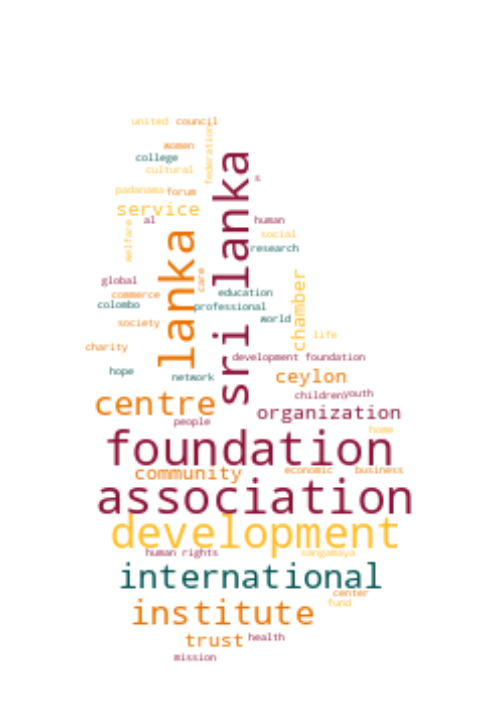 united council
women
college
cultural
federation
padanama forum
s
service
al
human
welfare
social
research
sri lanka
lanka
global
care
education
commerce
chamber
colombo
professional
world
society
life
charity
development foundation
hope
network
ceylon
children youth
centre
organization
people
home
foundation
community
economic
business
association
development
human rights
sangamaya
international
center
fund
institute
trust
health
mission